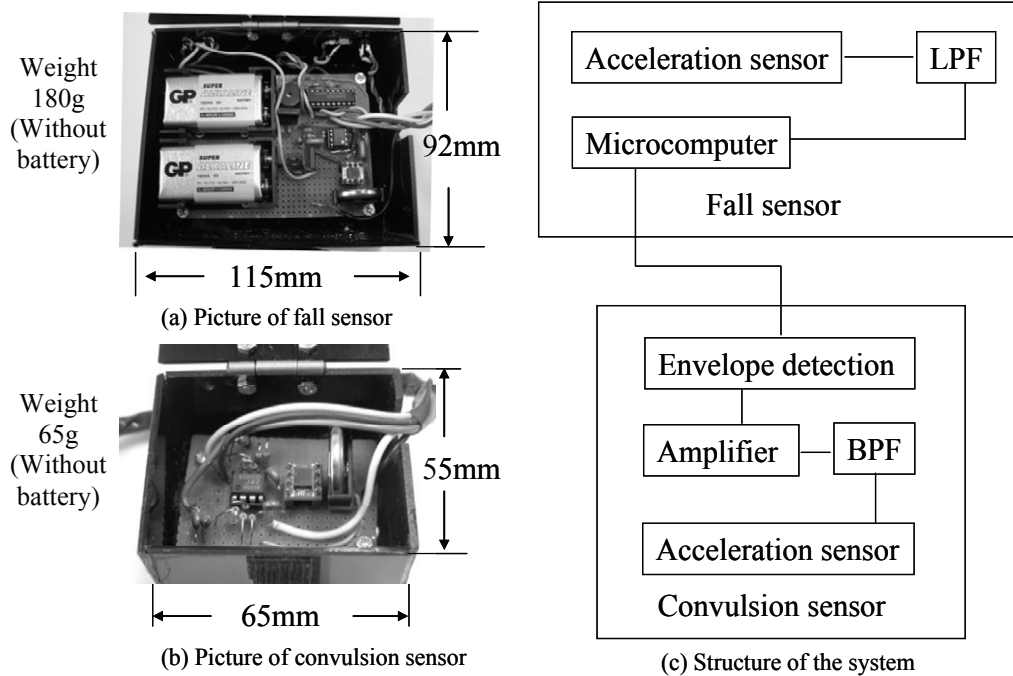 Weight
180g
(Without
battery)
GP
SUPER
ALKALINE
GP
SUPER
ALKALINE
92mm
115mm
(a) Picture of fall sensor
Weight
65g
(Without
battery)
55mm
65mm
(b) Picture of convulsion sensor
Acceleration sensor
LPF
Microcomputer
Fall sensor
Envelope detection
Amplifier
BPF
Acceleration sensor
Convulsion sensor
(c) Structure of the system